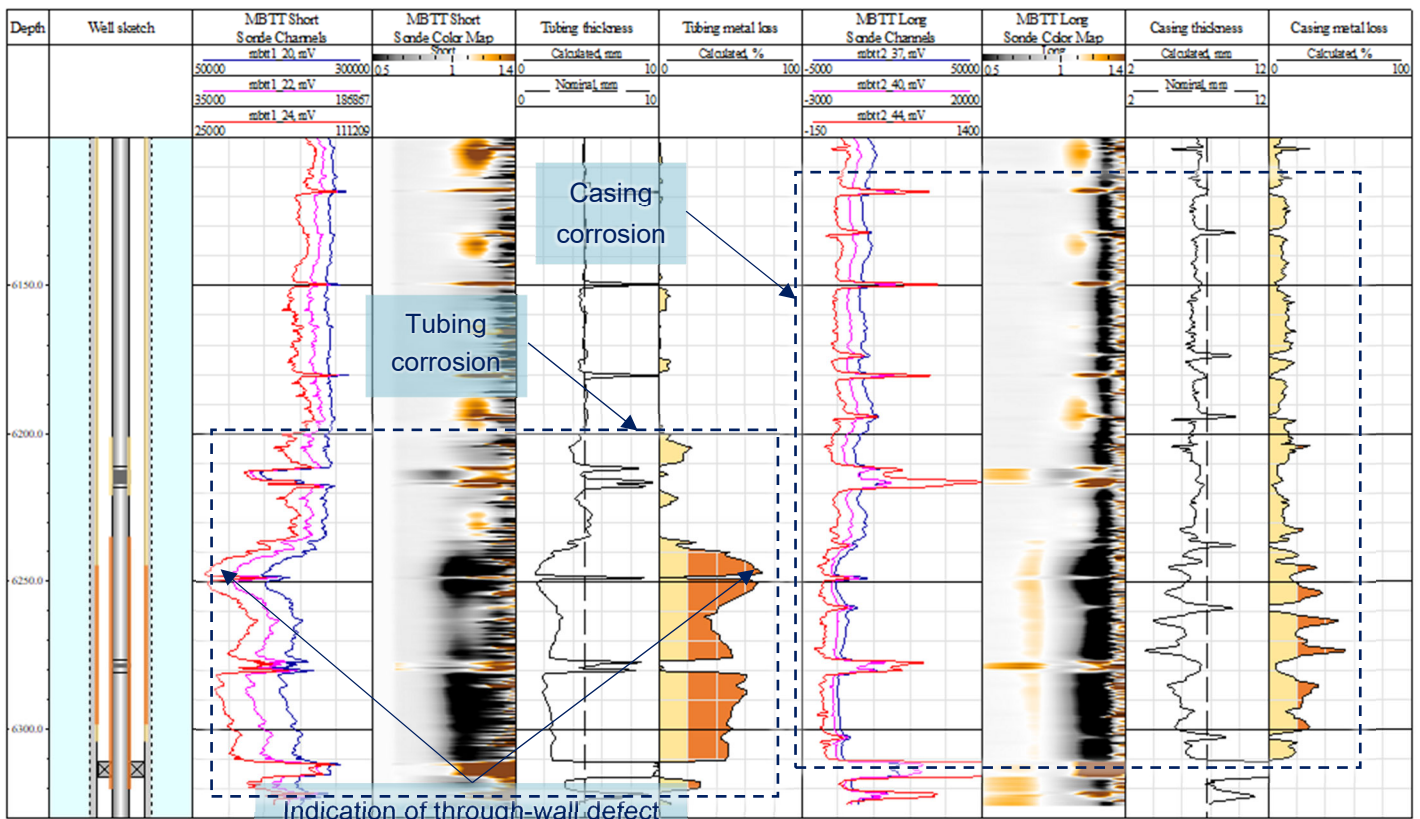 Depth
Well sketch
MBTT Short
Sonde Channels
MBTT Short
Sonde Color Map
Tubing thickness
Tubing metal loss
MBTT Long
Sonde Channels
MBTT Long
Sonde Color Map
Casing thickness
Casing metal loss
mbtt1_20, mV
50000 300000
mbtt1_22, mV
35000 186867
mbtt1_24, mV
25000 111209
Short
0.5 1 1.4
Calculated, mm
0 10
Nominal, mm
0 10
Calculated, %
0 100
mbtt2_37, mV
-5000 50000
mbtt2_40, mV
-3000 20000
mbtt2_44, mV
-150 1400
Long
0.5 1 1.4
Calculated, mm
2 12
Nominal, mm
2 12
Calculated, %
0 100
6150.0
6200.0
6250.0
6300.0
Casing
corrosion
Tubing
corrosion
Indication of through-wall defect